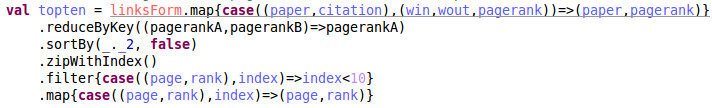 val topten = linksForm.map{case((paper,citation),(win,wout,pagerank))=>(paper,pagerank)}
.reduceByKey((pagerankA,pagerankB)=>pagerankA)
.sortBy(_._2, false)
.zipWithIndex()
.filter{case((page,rank),index)=>index<10}
.map{case((page,rank),index)=>(page,rank)}